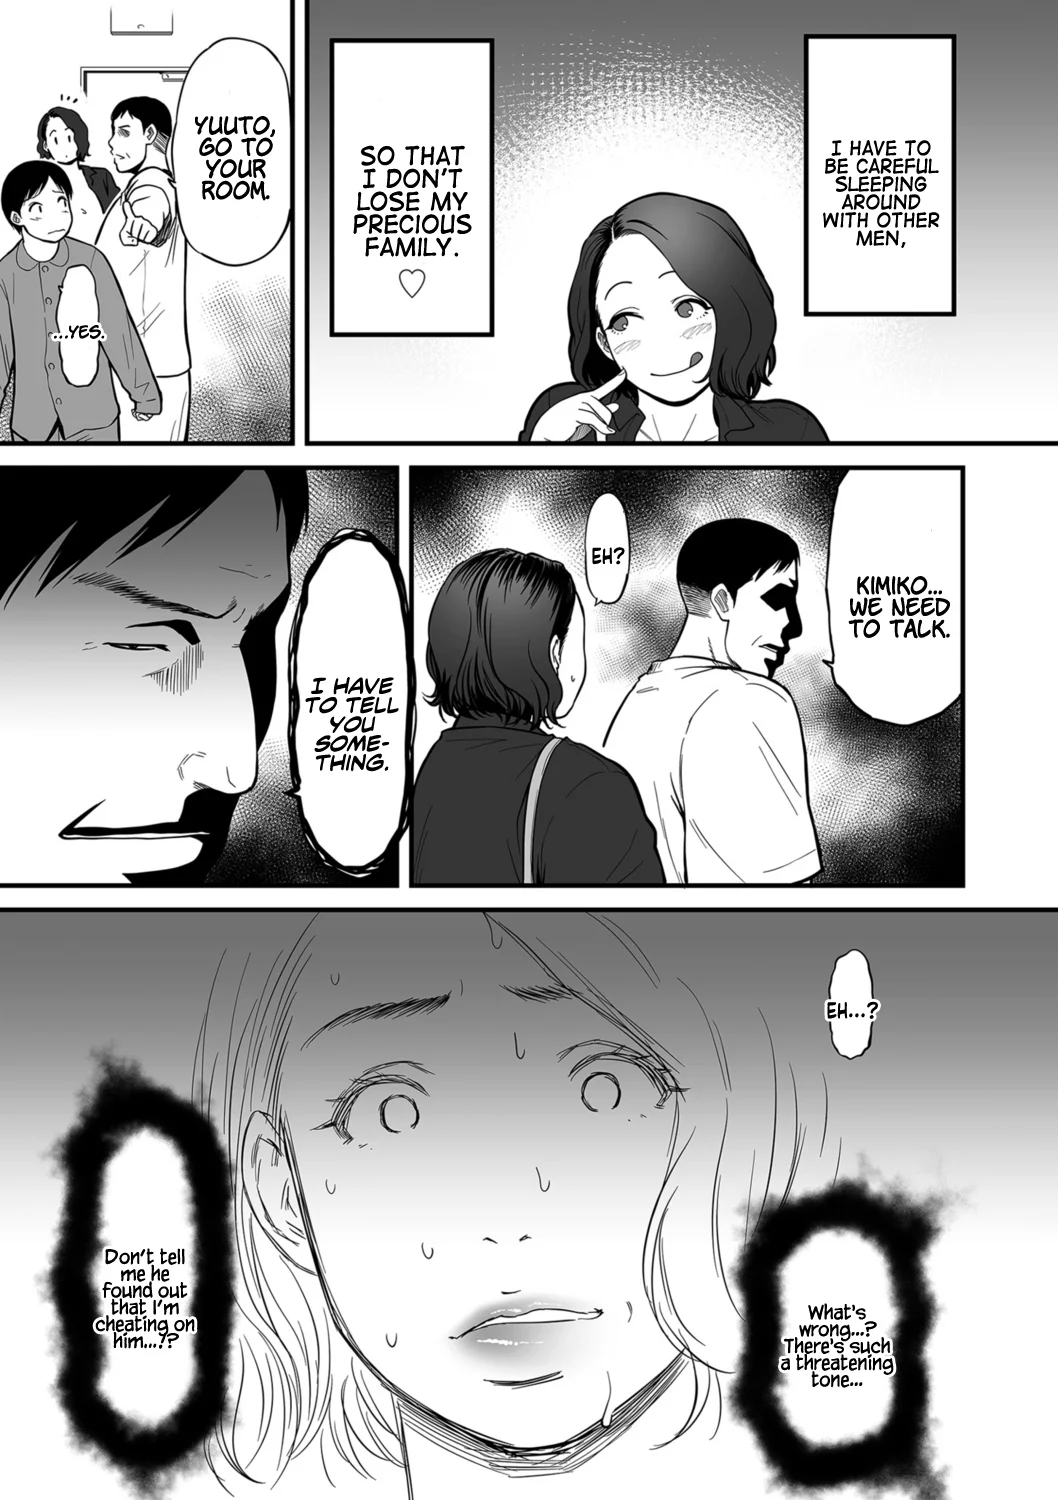 I HAVE TO
BE CAREFUL
SLEEPING
AROUND
WITH OTHER
MEN,
SO THAT
I DON'T
LOSE MY
PRECIOUS
FAMILY.
♡
YUUTO,
GO TO
YOUR
ROOM.
...YES.
KIMIKO...
WE NEED
TO TALK.
EH?
I HAVE
TO TELL
YOU
SOME-
THING.
EH...?
What's
wrong...?
There's such
a threatening
tone...
Don't tell
me he
found out
that I'm
cheating on
him...!?